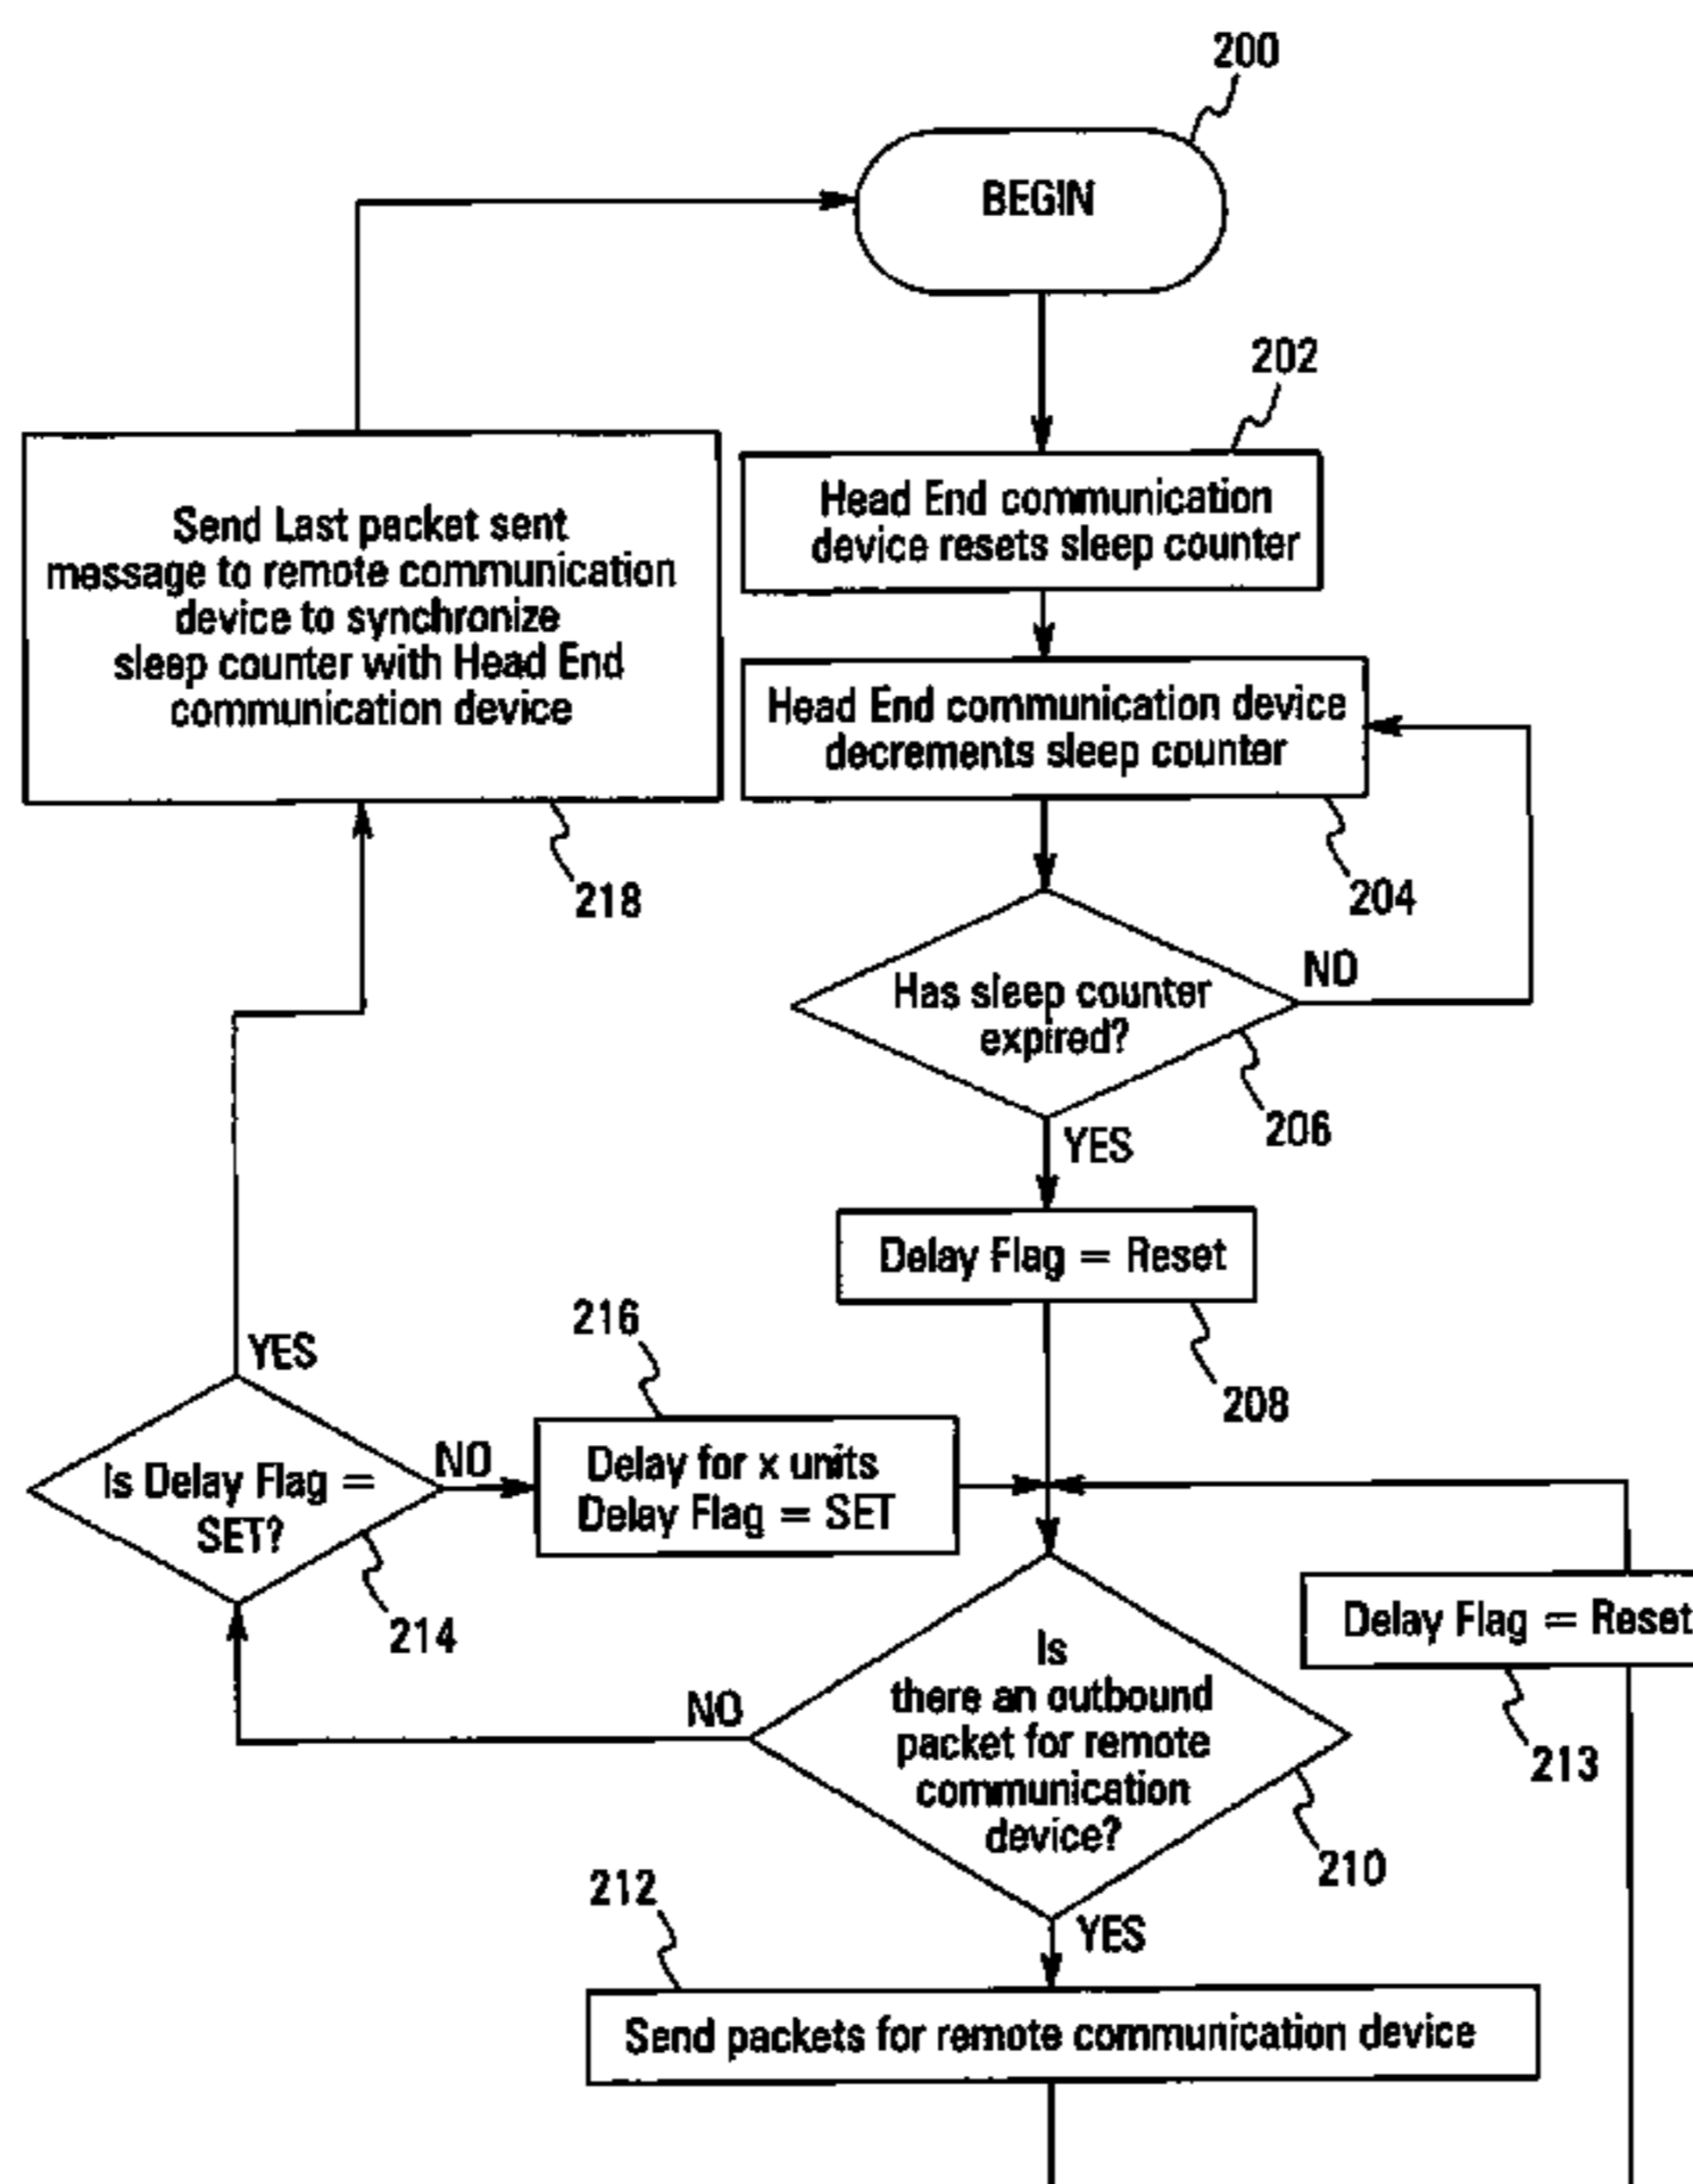 200
BEGIN
202
Head End communication
device resets sleep counter
Send Last packet sent
message to remote communication
device to synchronize
sleep counter with Head End
communication device
218
Head End communication device
decrements sleep counter
204
Has sleep counter
expired?
NO
206
YES
Delay Flag = Reset
208
216
Delay for x units
Delay Flag = SET
YES
Is Delay Flag =
SET?
NO
214
Delay Flag = Reset
213
Is
there an outbound
packet for remote
communication
device?
NO
210
YES
212
Send packets for remote communication device